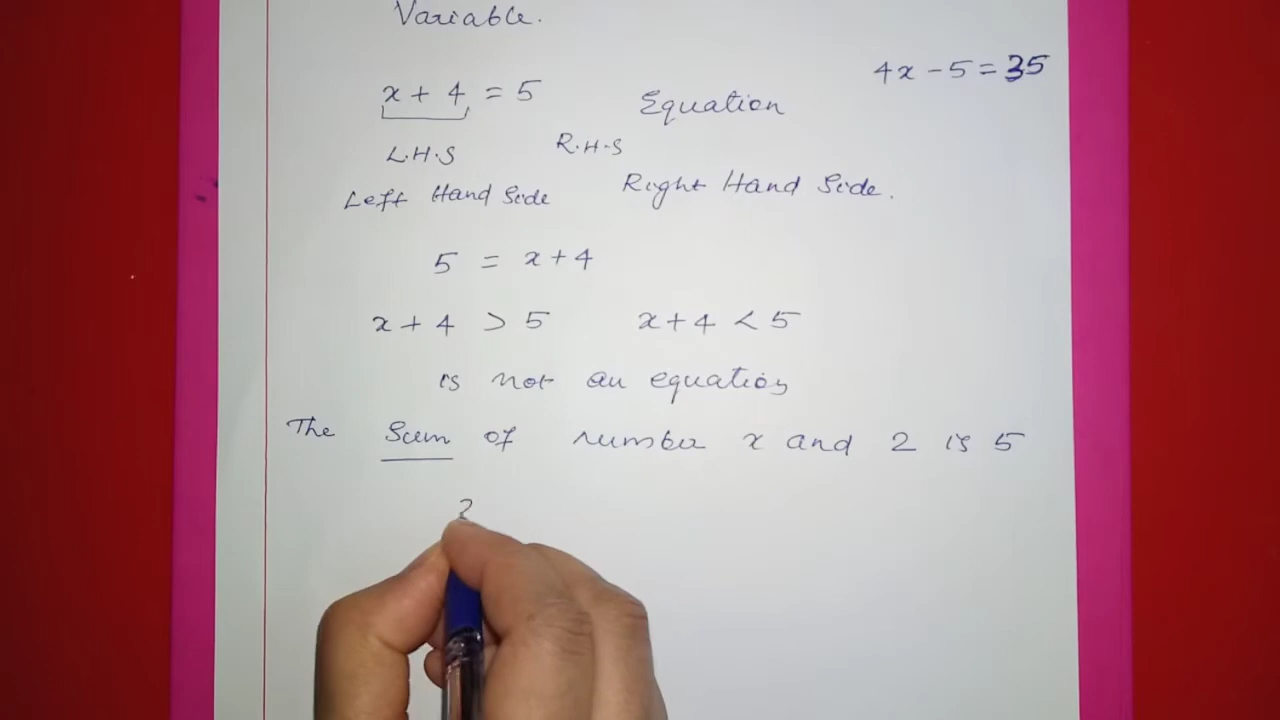 Variable.
4x - 5 = 35
x + 4 = 5
Equation
L.H.S
R.H.S
Left Hand Side
Right Hand Side.
5 = x + 4
x + 4 > 5
x + 4 < 5
is not an equation
The Sum of number x and 2 is 5